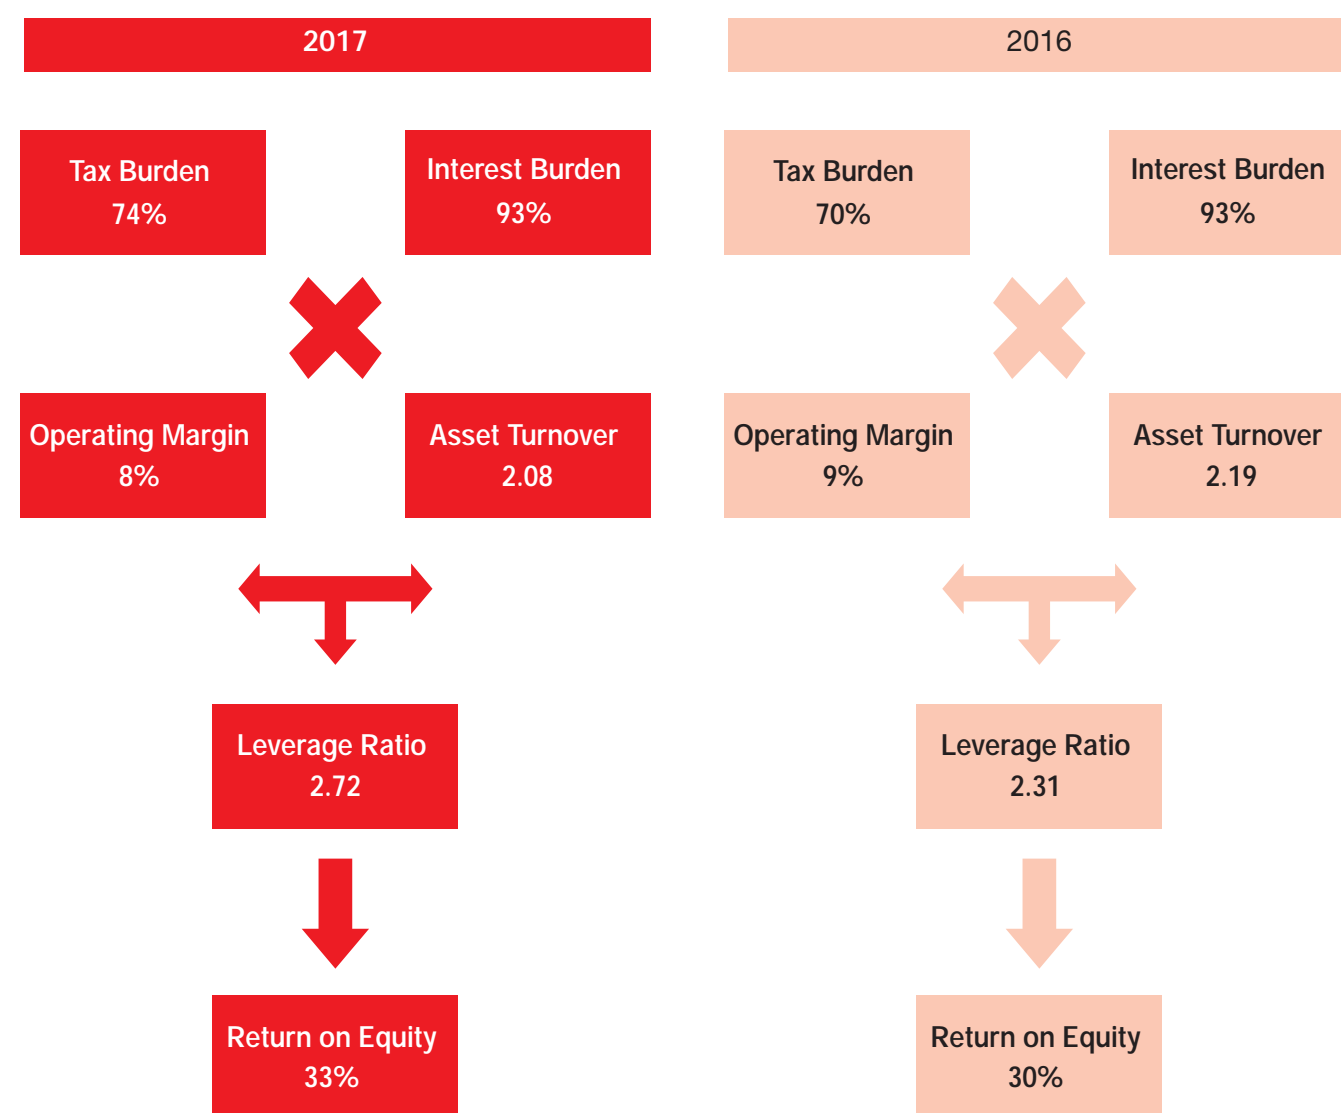 2017
Tax Burden
74%
Interest Burden
93%
Operating Margin
8%
Asset Turnover
2.08
Leverage Ratio
2.72
Return on Equity
33%
2016
Tax Burden
70%
Interest Burden
93%
Operating Margin
9%
Asset Turnover
2.19
Leverage Ratio
2.31
Return on Equity
30%